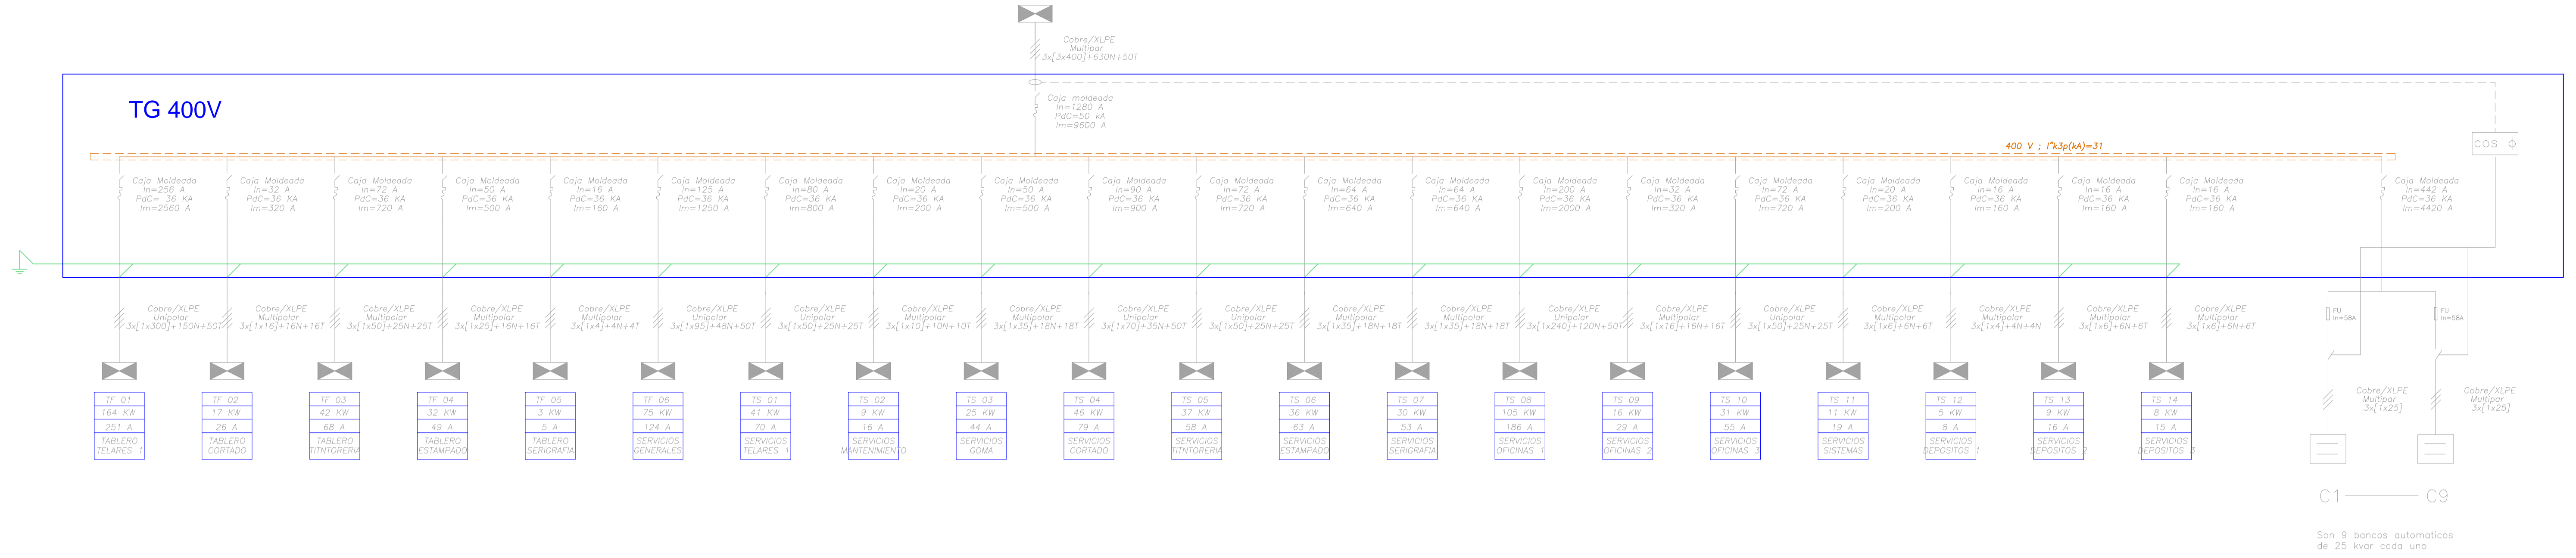 Cobre/XLPE
Multipar
3x[3x400]+630N+50T
TG 400V
Caja moldeada
In=1280 A
PdC=50 kA
Im=9600 A
400 V ; I"k3p(kA)=31
cos ϕ
Caja Moldeada
In=256 A
PdC= 36 KA
Im=2560 A
Caja Moldeada
In=32 A
PdC=36 KA
Im=320 A
Caja Moldeada
In=72 A
PdC=36 KA
Im=720 A
Caja Moldeada
In=50 A
PdC=36 KA
Im=500 A
Caja Moldeada
In=16 A
PdC=36 KA
Im=160 A
Caja Moldeada
In=125 A
PdC=36 KA
Im=1250 A
Caja Moldeada
In=80 A
PdC=36 KA
Im=800 A
Caja Moldeada
In=20 A
PdC=36 KA
Im=200 A
Caja Moldeada
In=50 A
PdC=36 KA
Im=500 A
Caja Moldeada
In=90 A
PdC=36 KA
Im=900 A
Caja Moldeada
In=72 A
PdC=36 KA
Im=720 A
Caja Moldeada
In=64 A
PdC=36 KA
Im=640 A
Caja Moldeada
In=64 A
PdC=36 KA
Im=640 A
Caja Moldeada
In=200 A
PdC=36 KA
Im=2000 A
Caja Moldeada
In=32 A
PdC=36 KA
Im=320 A
Caja Moldeada
In=72 A
PdC=36 KA
Im=720 A
Caja Moldeada
In=20 A
PdC=36 KA
Im=200 A
Caja Moldeada
In=16 A
PdC=36 KA
Im=160 A
Caja Moldeada
In=16 A
PdC=36 KA
Im=160 A
Caja Moldeada
In=16 A
PdC=36 KA
Im=160 A
Caja Moldeada
In=442 A
PdC=36 KA
Im=4420 A
Cobre/XLPE
Unipolar
3x[1x300]+150N+50T
Cobre/XLPE
Multipolar
3x[1x16]+16N+16T
Cobre/XLPE
Multipolar
3x[1x50]+25N+25T
Cobre/XLPE
Multipolar
3x[1x25]+16N+16T
Cobre/XLPE
Multipolar
3x[1x4]+4N+4T
Cobre/XLPE
Unipolar
3x[1x95]+48N+50T
Cobre/XLPE
Unipolar
3x[1x50]+25N+25T
Cobre/XLPE
Multipolar
3x[1x10]+10N+10T
Cobre/XLPE
Multipolar
3x[1x35]+18N+18T
Cobre/XLPE
Unipolar
3x[1x70]+35N+50T
Cobre/XLPE
Unipolar
3x[1x50]+25N+25T
Cobre/XLPE
Multipolar
3x[1x35]+18N+18T
Cobre/XLPE
Multipolar
3x[1x35]+18N+18T
Cobre/XLPE
Unipolar
3x[1x240]+120N+50T
Cobre/XLPE
Multipolar
3x[1x16]+16N+16T
Cobre/XLPE
Unipolar
3x[1x50]+25N+25T
Cobre/XLPE
Multipolar
3x[1x6]+6N+6T
Cobre/XLPE
Multipolar
3x[1x4]+4N+4N
Cobre/XLPE
Multipolar
3x[1x6]+6N+6T
Cobre/XLPE
Multipolar
3x[1x6]+6N+6T
FU
In=58A
FU
In=58A
TF 01
164 KW
251 A
TABLERO
TELARES 1
TF 02
17 KW
26 A
TABLERO
CORTADO
TF 03
42 KW
68 A
TABLERO
TITNTORERIA
TF 04
32 KW
49 A
TABLERO
ESTAMPADO
TF 05
3 KW
5 A
TABLERO
SERIGRAFIA
TF 06
75 KW
124 A
SERVICIOS
GENERALES
TS 01
41 KW
70 A
SERVICIOS
TELARES 1
TS 02
9 KW
16 A
SERVICIOS
MANTENIMIENTO
TS 03
25 KW
44 A
SERVICIOS
GOMA
TS 04
46 KW
79 A
SERVICIOS
CORTADO
TS 05
37 KW
58 A
SERVICIOS
TITNTORERIA
TS 06
36 KW
63 A
SERVICIOS
ESTAMPADO
TS 07
30 KW
53 A
SERVICIOS
SERIGRAFIA
TS 08
105 KW
186 A
SERVICIOS
OFICINAS 1
TS 09
16 KW
29 A
SERVICIOS
OFICINAS 2
TS 10
31 KW
55 A
SERVICIOS
OFICINAS 3
TS 11
11 KW
19 A
SERVICIOS
SISTEMAS
TS 12
5 KW
8 A
SERVICIOS
DEPOSITOS 1
TS 13
9 KW
16 A
SERVICIOS
DEPOSITOS 2
TS 14
8 KW
15 A
SERVICIOS
DEPOSITOS 3
Cobre/XLPE
Multipar
3x[1x25]
Cobre/XLPE
Multipar
3x[1x25]
C1 C9
Son 9 bancos automaticos
de 25 kvar cada uno